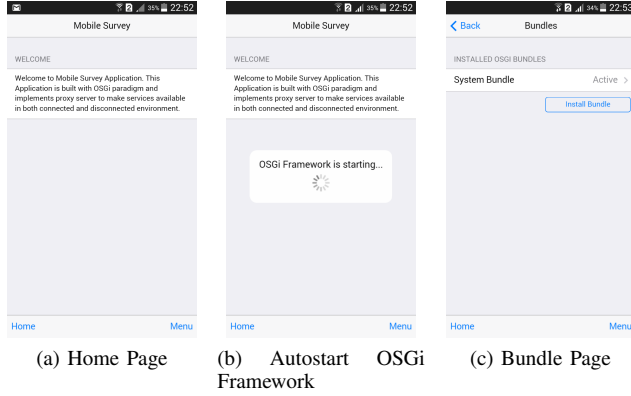 35% 22:52
Mobile Survey
WELCOME
Welcome to Mobile Survey Application. This
Application is built with OSGi paradigm and
implements proxy server to make services available
in both connected and disconnected environment.
Home Menu
(a) Home Page
2 35% 22:52
Mobile Survey
WELCOME
Welcome to Mobile Survey Application. This
Application is built with OSGi paradigm and
implements proxy server to make services available
in both connected and disconnected environment.
OSGi Framework is starting...
Home Menu
(b) Autostart OSGi
Framework
2 34% 22:53
Back Bundles
INSTALLED OSGI BUNDLES
System Bundle Active >
Install Bundle
Home Menu
(c) Bundle Page